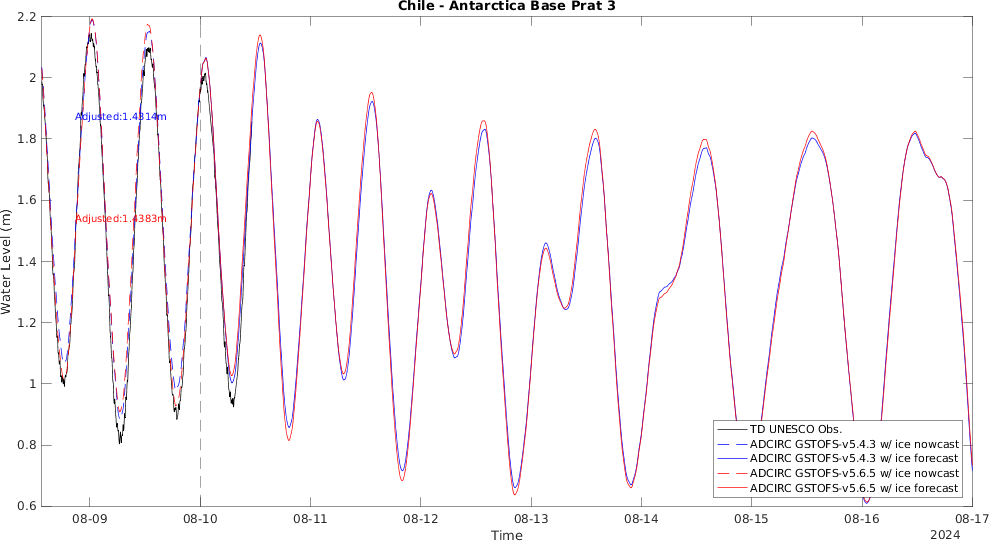 Chile - Antarctica Base Prat 3
2.2
2
1.8
1.6
1.4
1.2
1
0.8
0.6
Water Level (m)
Adjusted:1.4314m
Adjusted:1.4383m
TD UNESCO Obs.
ADCIRC GSTOFS-v5.4.3 w/ ice nowcast
ADCIRC GSTOFS-v5.4.3 w/ ice forecast
ADCIRC GSTOFS-v5.6.5 w/ ice nowcast
ADCIRC GSTOFS-v5.6.5 w/ ice forecast
08-09 08-10 08-11 08-12 08-13 08-14 08-15 08-16 08-17
Time
2024